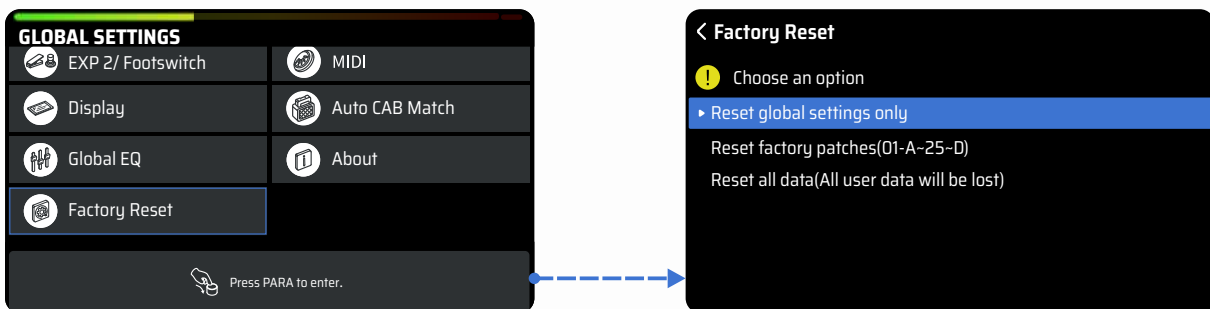 GLOBAL SETTINGS
EXP 2/ Footswitch
MIDI
Display
Auto CAB Match
Global EQ
About
Factory Reset
Press PARA to enter.
< Factory Reset
! Choose an option
Reset global settings only
Reset factory patches(01-A~25~D)
Reset all data(All user data will be lost)